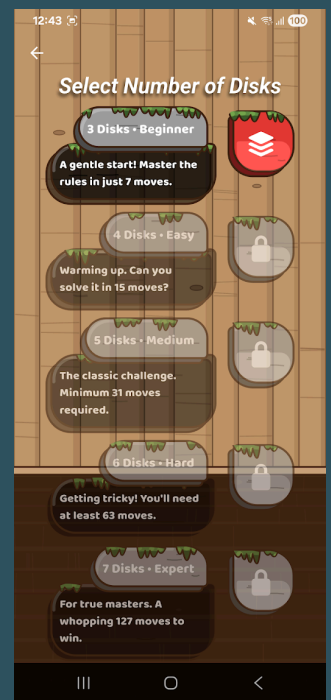 12:43
100
Select Number of Disks
3 Disks • Beginner
A gentle start! Master the
rules in just 7 moves.
4 Disks • Easy
Warming up. Can you
solve it in 15 moves?
5 Disks • Medium
The classic challenge.
Minimum 31 moves
required.
6 Disks • Hard
Getting tricky! You'll need
at least 63 moves.
7 Disks • Expert
For true masters. A
whopping 127 moves to
win.